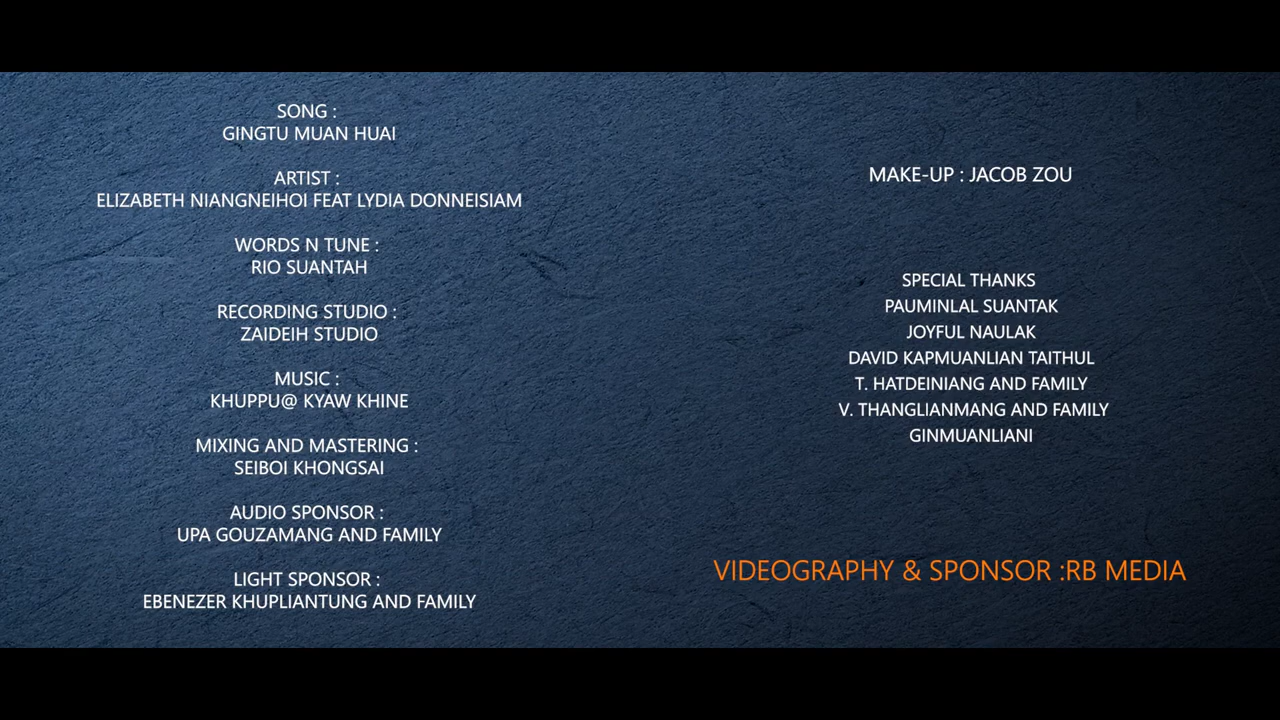 SONG :
GINGTU MUAN HUAI
ARTIST :
ELIZABETH NIANGNEIHOI FEAT LYDIA DONNEISIAM
WORDS N TUNE :
RIO SUANTAH
RECORDING STUDIO :
ZAIDEIH STUDIO
MUSIC :
KHUPPU@ KYAW KHINE
MIXING AND MASTERING :
SEIBOI KHONGSAI
AUDIO SPONSOR :
UPA GOUZAMANG AND FAMILY
LIGHT SPONSOR :
EBENEZER KHUPLIANTUNG AND FAMILY
MAKE-UP : JACOB ZOU
SPECIAL THANKS
PAUMINLAL SUANTAK
JOYFUL NAULAK
DAVID KAPMUANLIAN TAITHUL
T. HATDEINIANG AND FAMILY
V. THANGLIANMANG AND FAMILY
GINMUANLIANI
VIDEOGRAPHY & SPONSOR :RB MEDIA